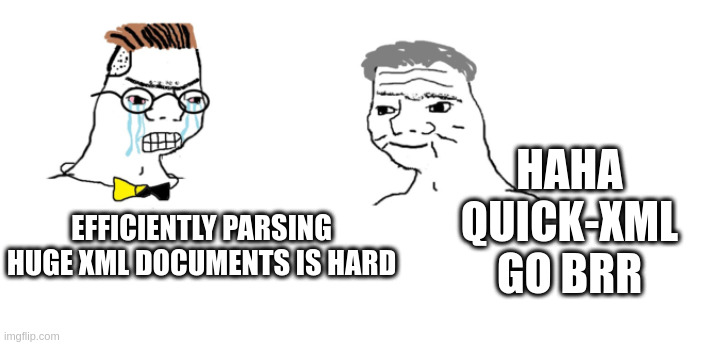 EFFICIENTLY PARSING
HUGE XML DOCUMENTS IS HARD
HAHA
QUICK-XML
GO BRR
imgflip.com